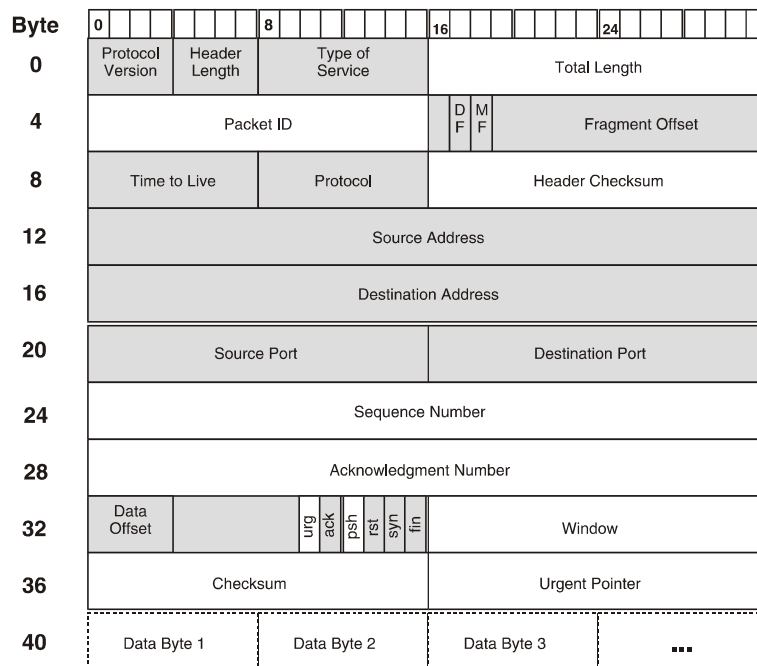 Byte 0 8 16 24
0 Protocol Version Header Length Type of Service Total Length
4 Packet ID DF MF Fragment Offset
8 Time to Live Protocol Header Checksum
12 Source Address
16 Destination Address
20 Source Port Destination Port
24 Sequence Number
28 Acknowledgment Number
32 Data Offset urg ack psh rst syn fin Window
36 Checksum Urgent Pointer
40 Data Byte 1 Data Byte 2 Data Byte 3 ...